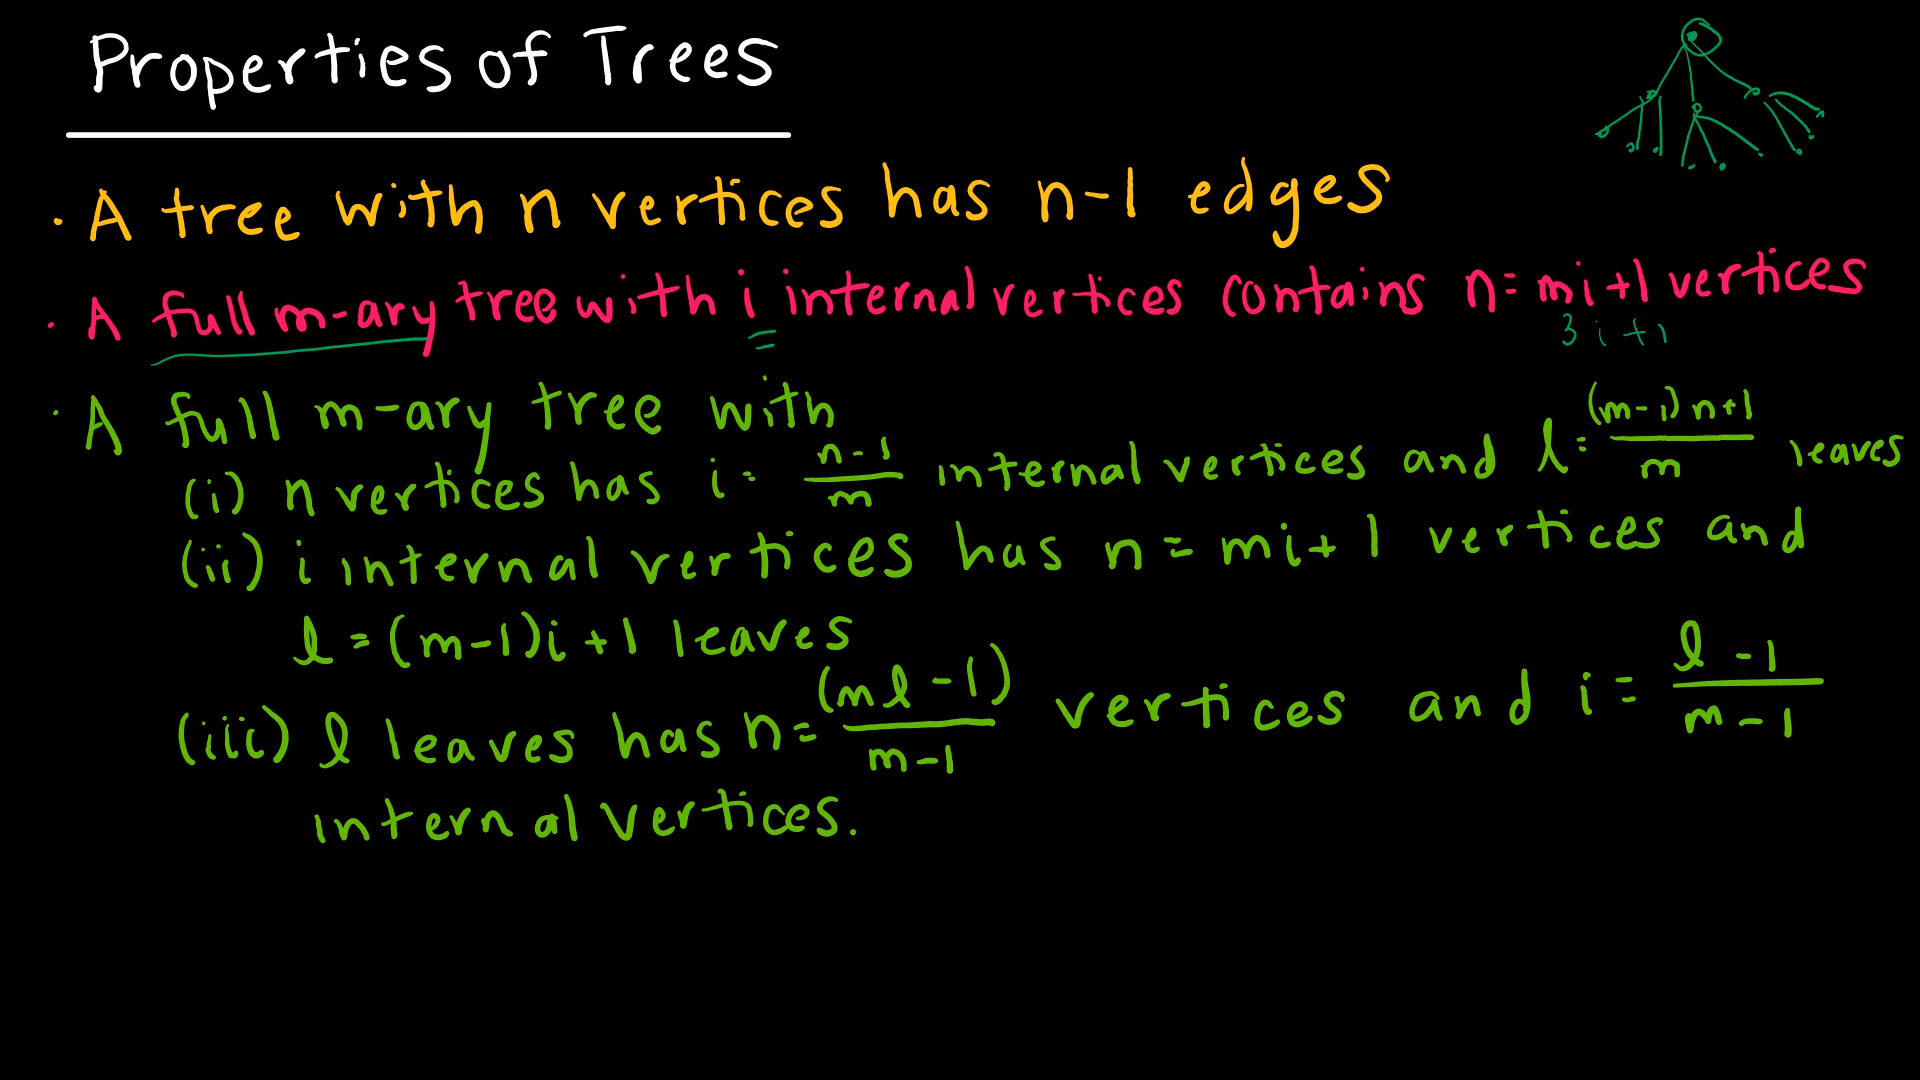 Properties of Trees
· A tree with n vertices has n-1 edges
· A full m-ary tree with i internal vertices contains n=mi+1 vertices
3i+1
· A full m-ary tree with
(i) n vertices has i= (n-1)/m internal vertices and l= ((m-1)n+1)/m leaves
(ii) i internal vertices has n=mi+1 vertices and
l=(m-1)i+1 leaves
(iii) l leaves has n= (ml-1)/(m-1) vertices and i= (l-1)/(m-1)
internal vertices.